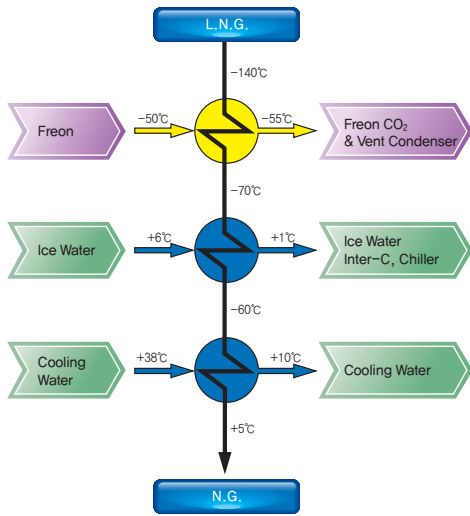 L.N.G.
-140℃
Freon
-50℃
-55℃
Freon CO₂
& Vent Condenser
-70℃
Ice Water
+6℃
+1℃
Ice Water
Inter-C, Chiller
-60℃
Cooling
Water
+38℃
+10℃
Cooling Water
+5℃
N.G.